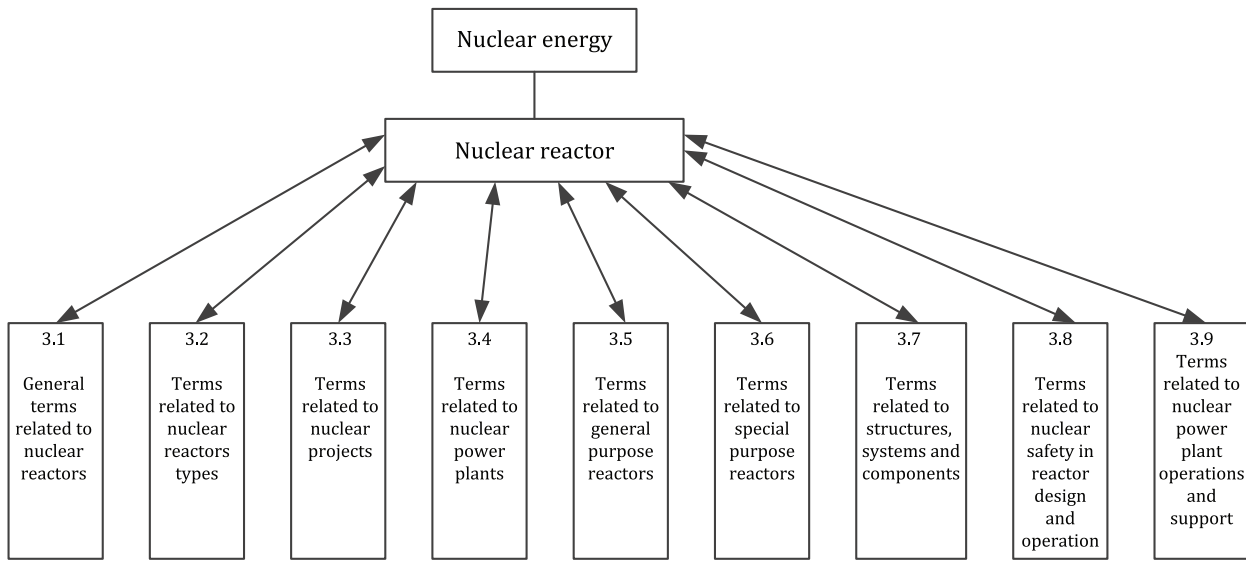 Nuclear energy
Nuclear reactor
3.1
General
terms
related to
nuclear
reactors
3.2
Terms
related to
nuclear
reactors
types
3.3
Terms
related to
nuclear
projects
3.4
Terms
related to
nuclear
power
plants
3.5
Terms
related to
general
purpose
reactors
3.6
Terms
related to
special
purpose
reactors
3.7
Terms
related to
structures,
systems and
components
3.8
Terms
related to
nuclear
safety in
reactor
design
and
operation
3.9
Terms
related to
nuclear
power
plant
operations
and
support